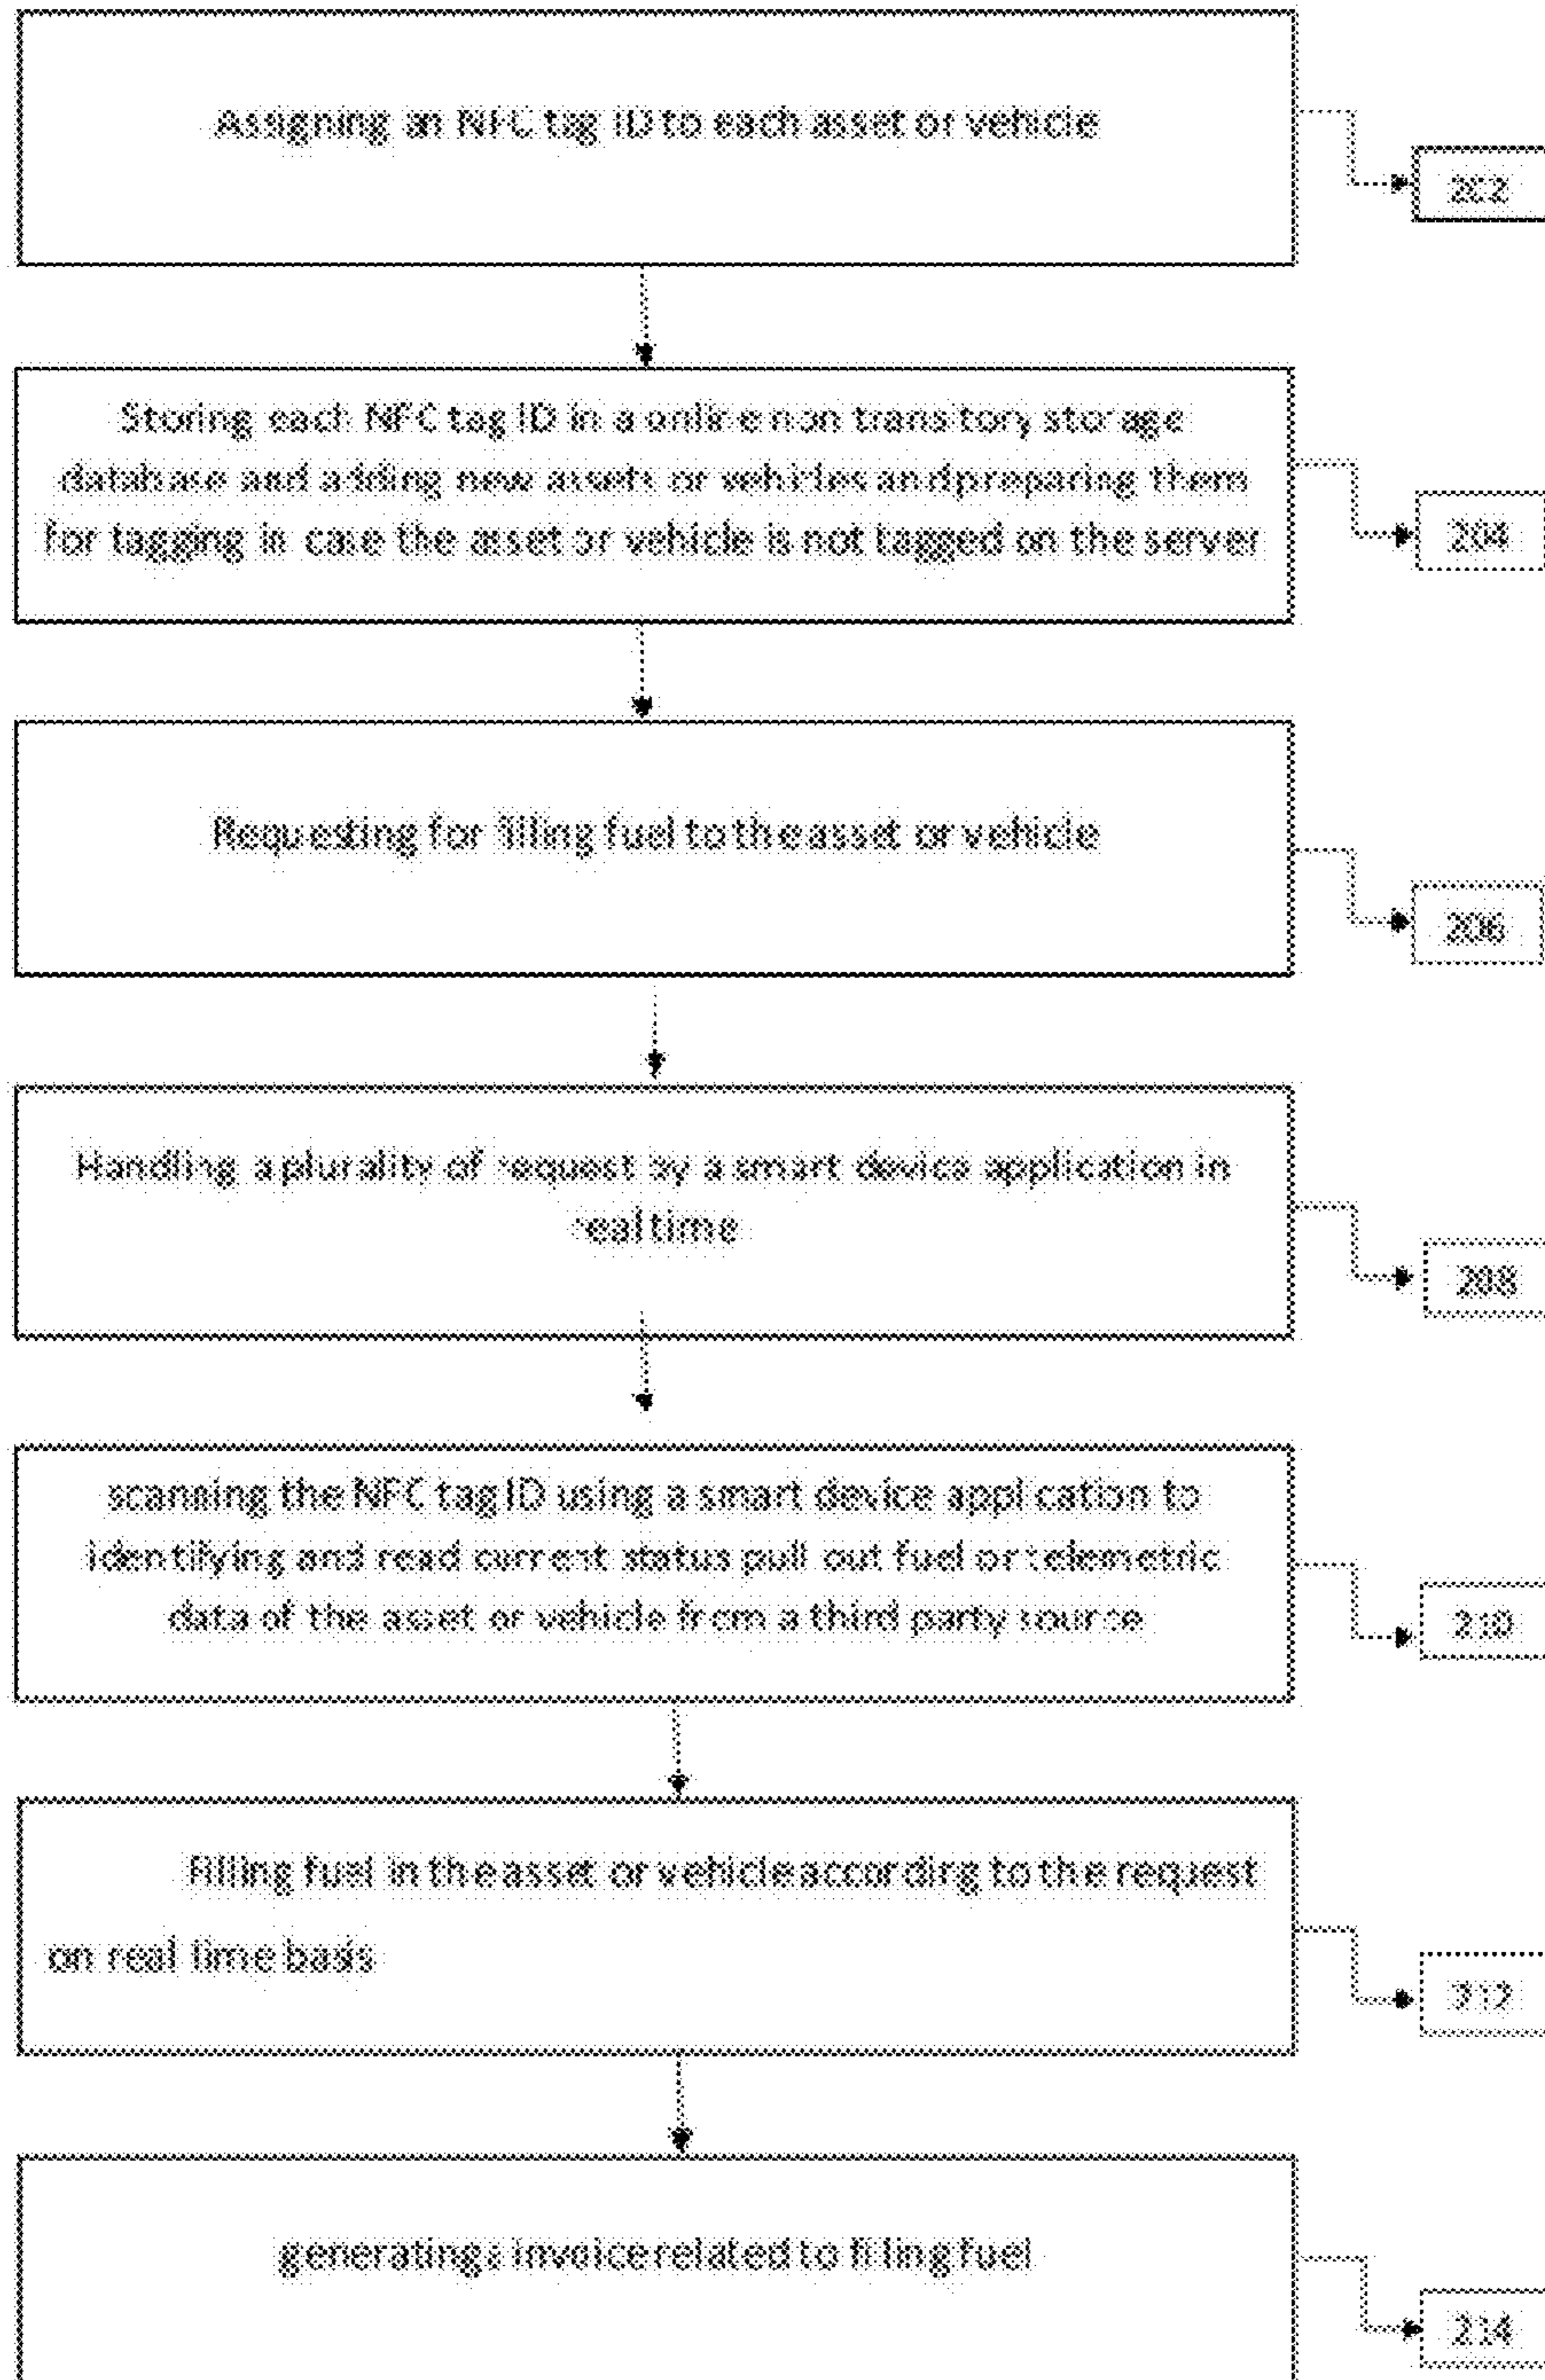 Assigning an NFC tag ID to each asset or vehicle
202
Storing each NFC tag ID in a online non transitory storage
database and adding new assets or vehicles and preparing them
for tagging in case the asset or vehicle is not tagged on the server
204
Requesting for filling fuel to the asset or vehicle
206
Handling a plurality of request by a smart device application in
real time
208
scanning the NFC tag ID using a smart device application to
identifying and read current status pull out fuel or telemetric
data of the asset or vehicle from a third party source
210
Filling fuel in the asset or vehicle according to the request
on real time basis
212
generating a invoice related to filling fuel
214